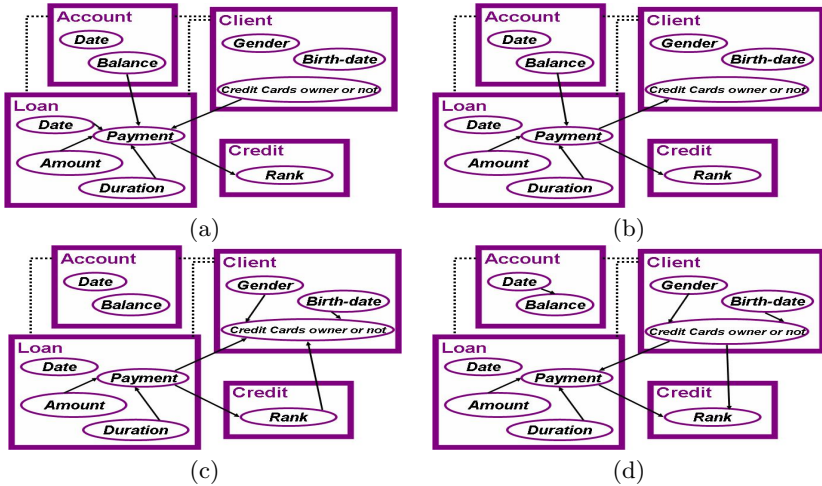 Account
Date
Balance
Client
Gender
Birth-date
Credit Cards owner or not
Loan
Date
Payment
Amount
Duration
Credit
Rank
(a)
Account
Date
Balance
Client
Gender
Birth-date
Credit Cards owner or not
Loan
Date
Payment
Amount
Duration
Credit
Rank
(b)
Account
Date
Balance
Client
Gender
Birth-date
Credit Cards owner or not
Loan
Date
Payment
Amount
Duration
Credit
Rank
(c)
Account
Date
Balance
Client
Gender
Birth-date
Credit Cards owner or not
Loan
Date
Payment
Amount
Duration
Credit
Rank
(d)